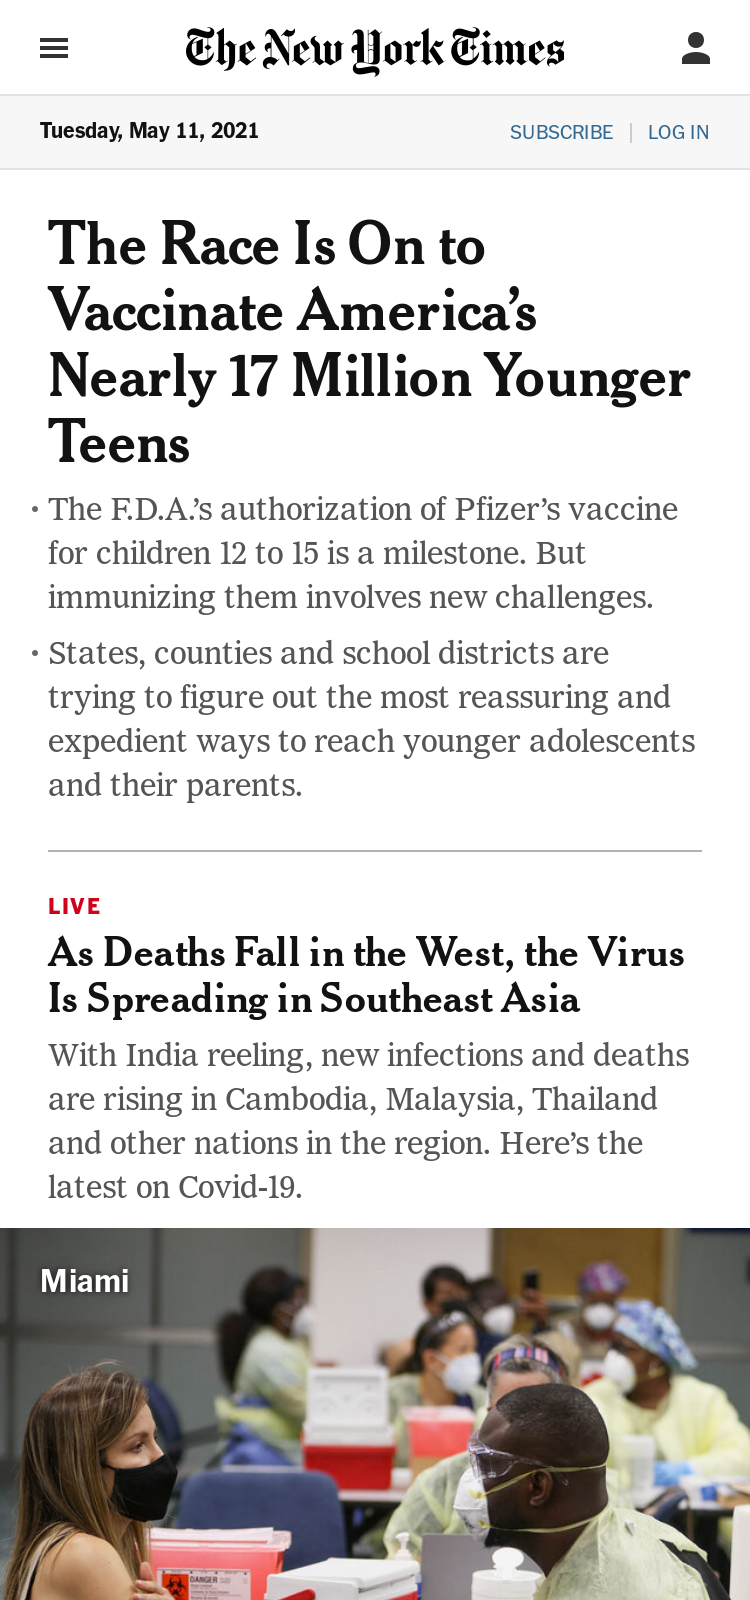 The New York Times
Tuesday, May 11, 2021
SUBSCRIBE | LOG IN
The Race Is On to
Vaccinate America’s
Nearly 17 Million Younger
Teens
• The F.D.A.’s authorization of Pfizer’s vaccine
for children 12 to 15 is a milestone. But
immunizing them involves new challenges.
• States, counties and school districts are
trying to figure out the most reassuring and
expedient ways to reach younger adolescents
and their parents.
LIVE
As Deaths Fall in the West, the Virus
Is Spreading in Southeast Asia
With India reeling, new infections and deaths
are rising in Cambodia, Malaysia, Thailand
and other nations in the region. Here’s the
latest on Covid-19.
Miami
DANGER